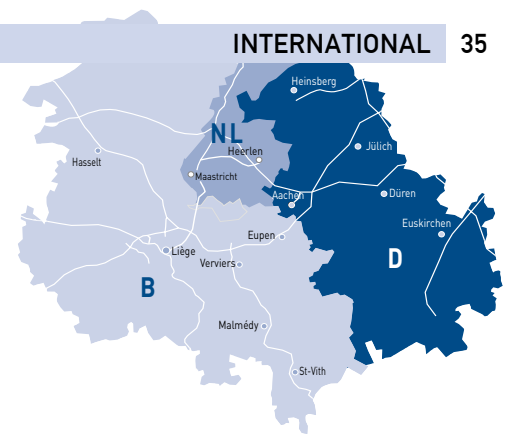 INTERNATIONAL 35
Heinsberg
NL
Jülich
Heerlen
Hasselt
Maastricht
Aachen
Düren
Euskirchen
Eupen
Liège
D
Verviers
B
Malmédy
St-Vith